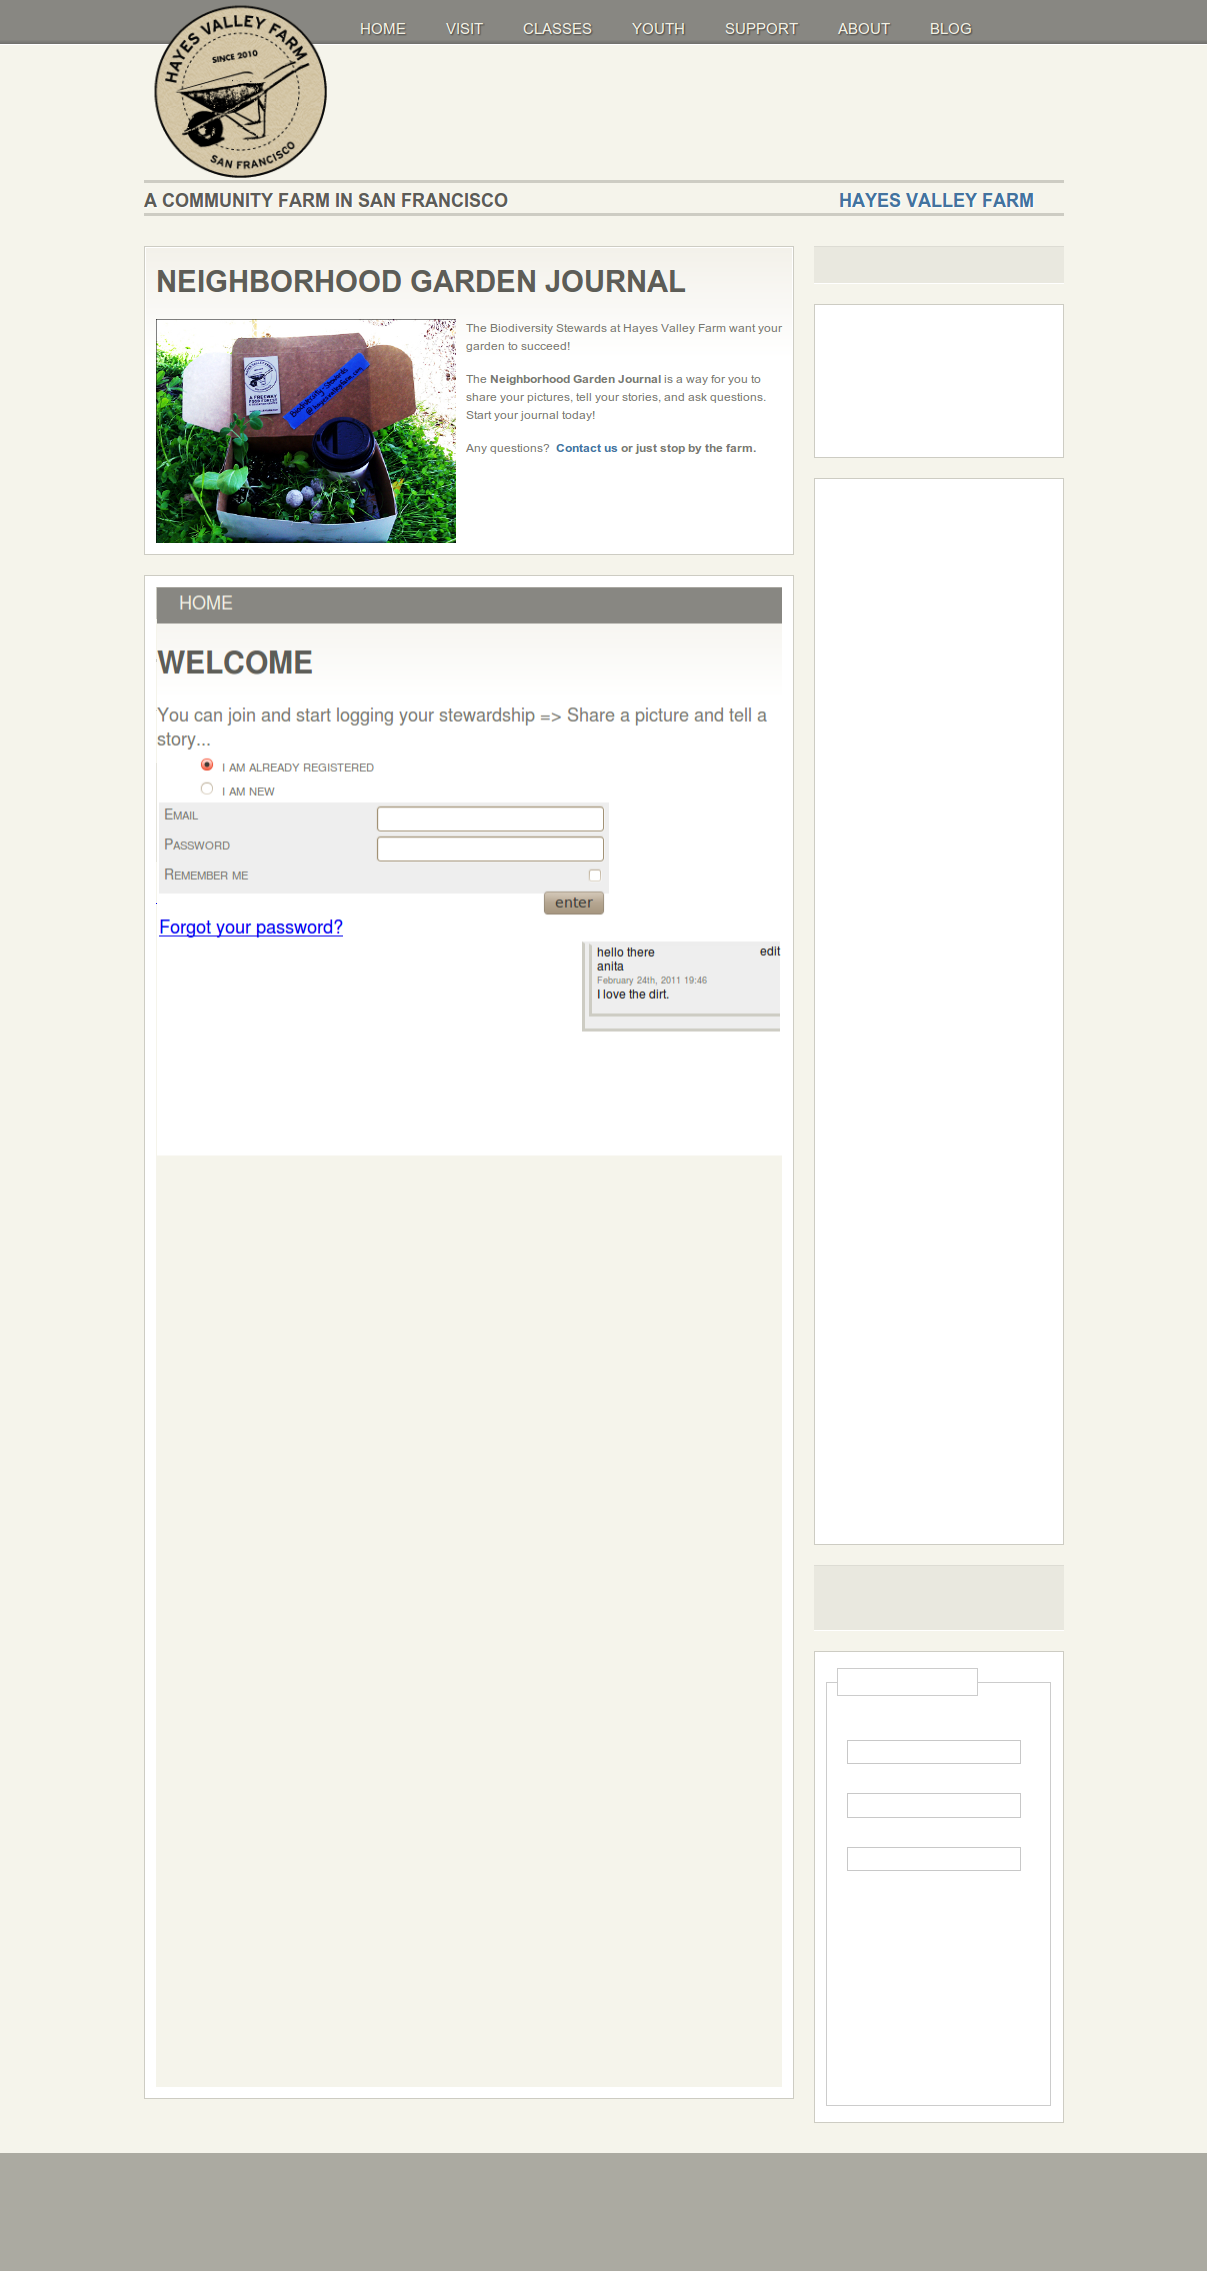 HOME VISIT CLASSES YOUTH SUPPORT ABOUT BLOG
HAYES VALLEY FARM
SINCE 2010
SAN FRANCISCO
A COMMUNITY FARM IN SAN FRANCISCO
HAYES VALLEY FARM
NEIGHBORHOOD GARDEN JOURNAL
The Biodiversity Stewards at Hayes Valley Farm want your
garden to succeed!
The Neighborhood Garden Journal is a way for you to
share your pictures, tell your stories, and ask questions.
Start your journal today!
Any questions?  Contact us or just stop by the farm.
HOME
WELCOME
You can join and start logging your stewardship => Share a picture and tell a
story...
I AM ALREADY REGISTERED
I AM NEW
EMAIL
PASSWORD
REMEMBER ME
enter
Forgot your password?
hello there edit
anita
February 24th, 2011 19:46
I love the dirt.